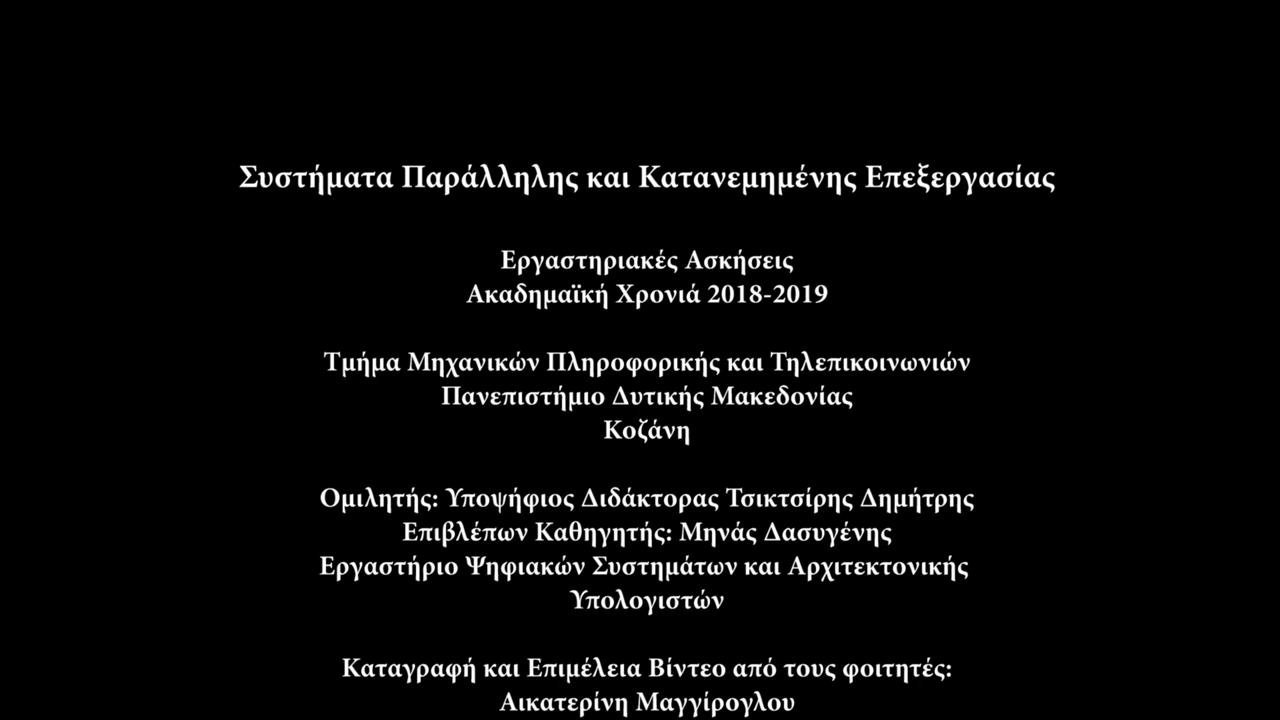 Συστήματα Παράλληλης και Κατανεμημένης Επεξεργασίας
Εργαστηριακές Ασκήσεις
Ακαδημαϊκή Χρονιά 2018-2019
Τμήμα Μηχανικών Πληροφορικής και Τηλεπικοινωνιών
Πανεπιστήμιο Δυτικής Μακεδονίας
Κοζάνη
Ομιλητής: Υποψήφιος Διδάκτορας Τσικτσίρης Δημήτρης
Επιβλέπων Καθηγητής: Μηνάς Δασυγένης
Εργαστήριο Ψηφιακών Συστημάτων και Αρχιτεκτονικής
Υπολογιστών
Καταγραφή και Επιμέλεια Βίντεο από τους φοιτητές:
Αικατερίνη Μαγγίρογλου